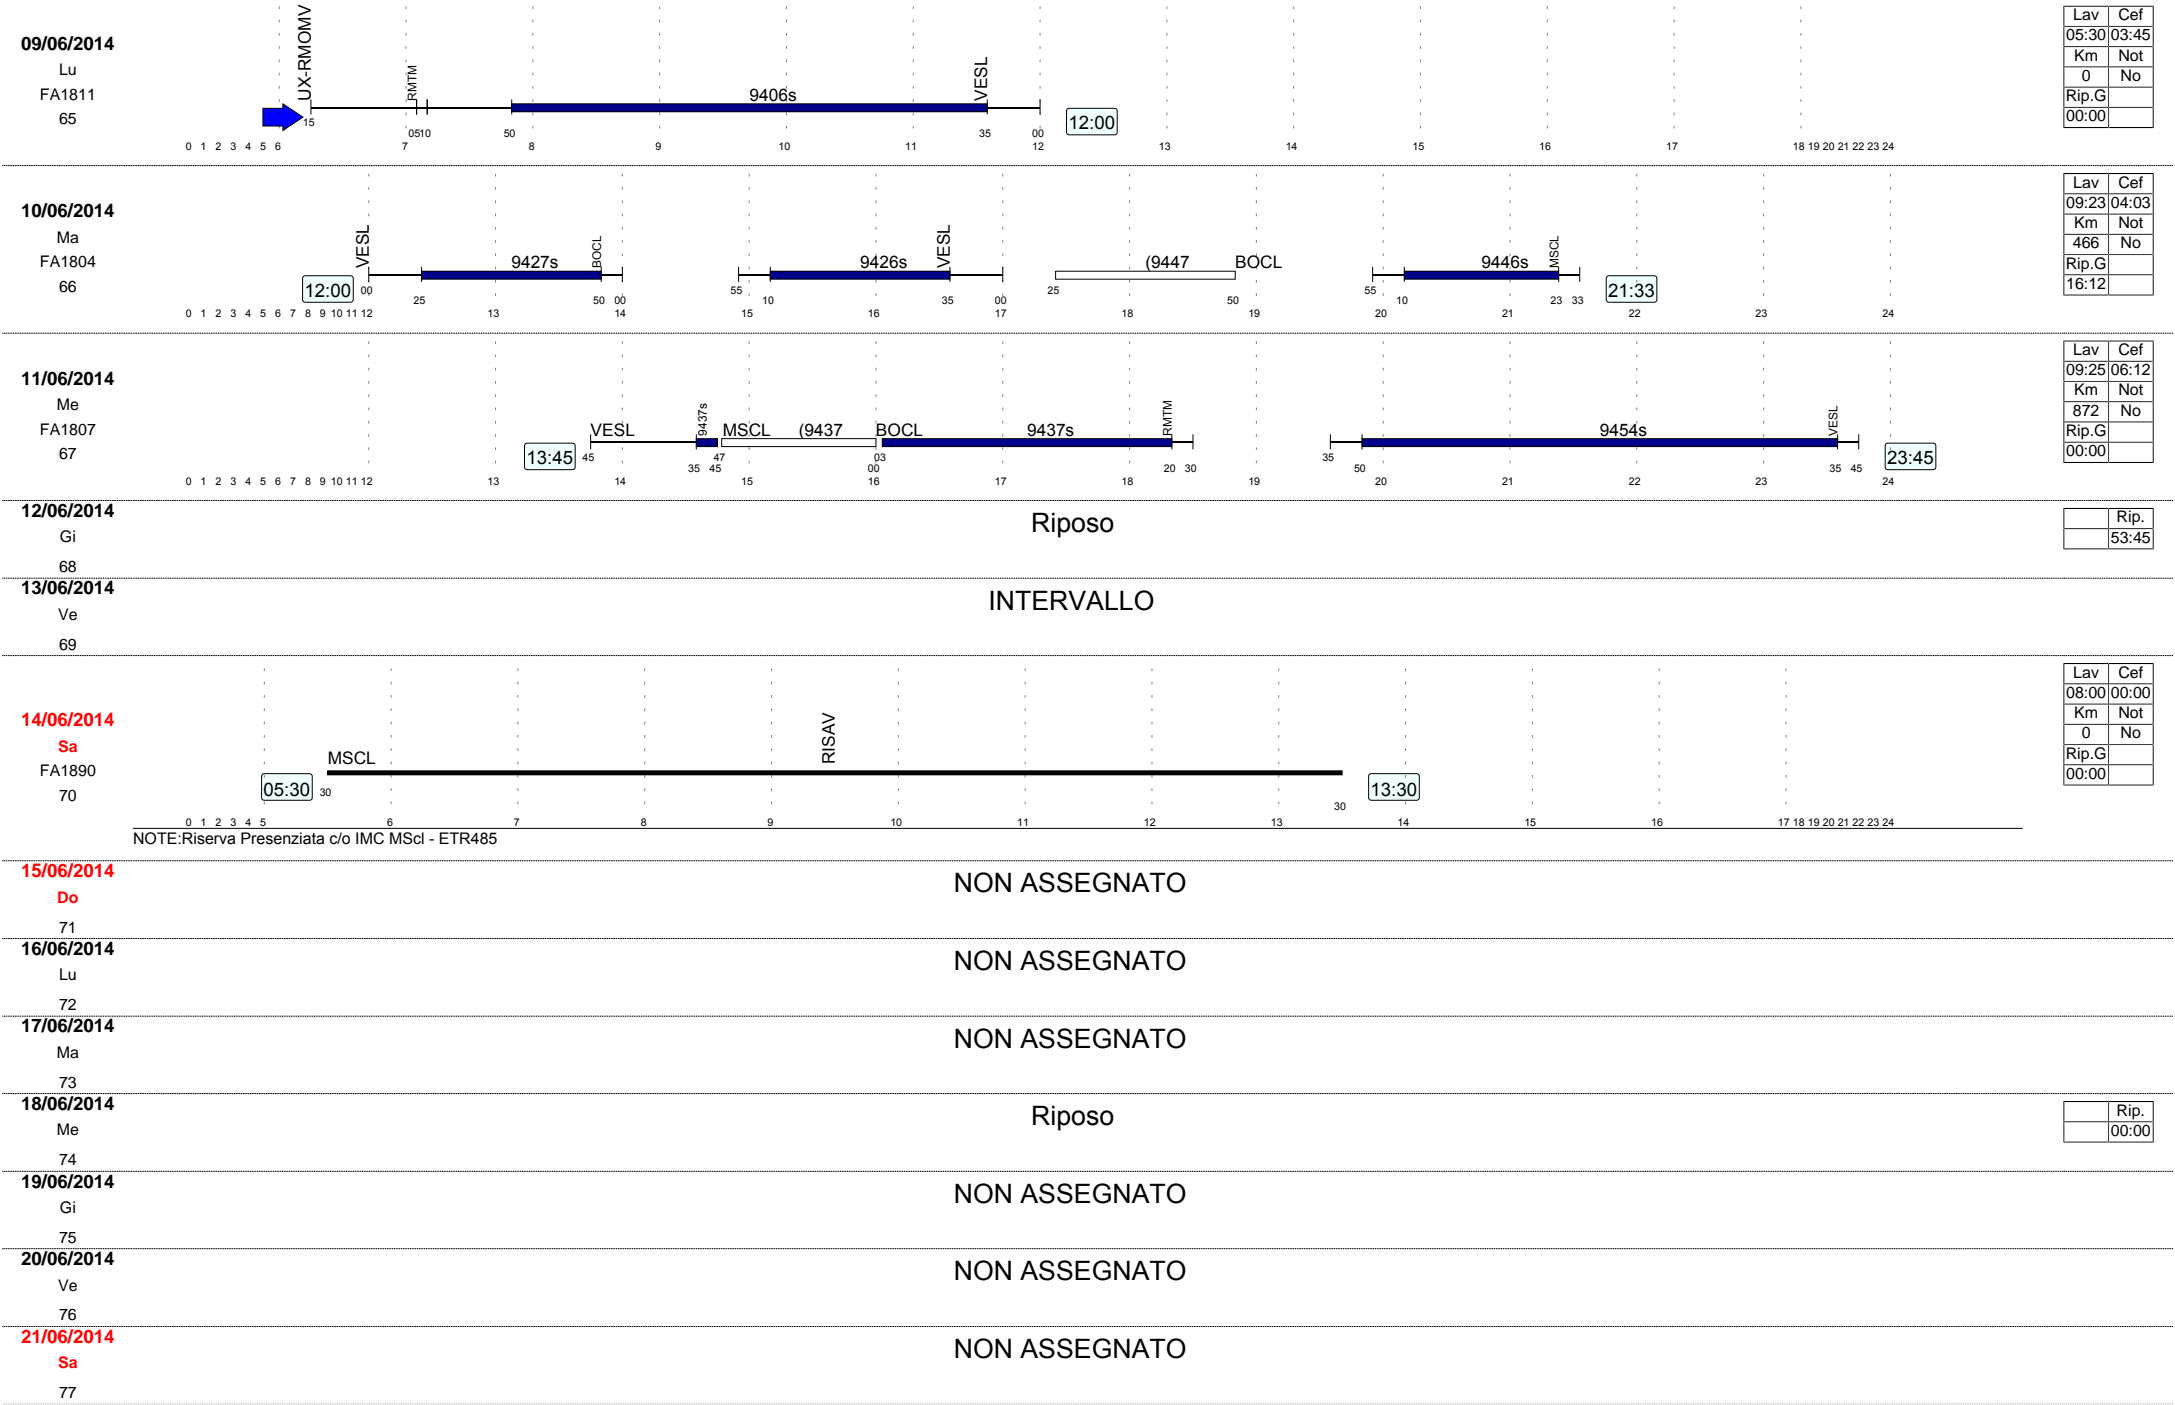 09/06/2014
Lu
FA1811
65
UX-RMOMV
RMTM
9406s
VESL
15 05 10 50 35 00
12:00
0 1 2 3 4 5 6 7 8 9 10 11 12 13 14 15 16 17 18 19 20 21 22 23 24
Lav Cef
05:30 03:45
Km Not
0 No
Rip.G
00:00
10/06/2014
Ma
FA1804
66
12:00
VESL 9427s BOCL 9426s VESL (9447 BOCL 9446s MSCL
00 25 50 00 55 10 35 00 25 50 55 10 23 33
21:33
0 1 2 3 4 5 6 7 8 9 10 11 12 13 14 15 16 17 18 19 20 21 22 23 24
Lav Cef
09:23 04:03
Km Not
466 No
Rip.G
16:12
11/06/2014
Me
FA1807
67
13:45
VESL 9437s MSCL (9437 BOCL 9437s RMTM 9454s VESL
45 35 45 47 00 03 20 30 35 50 35 45
23:45
0 1 2 3 4 5 6 7 8 9 10 11 12 13 14 15 16 17 18 19 20 21 22 23 24
Lav Cef
09:25 06:12
Km Not
872 No
Rip.G
00:00
12/06/2014
Gi
68
Riposo
Rip.
53:45
13/06/2014
Ve
69
INTERVALLO
14/06/2014
Sa
FA1890
70
05:30
MSCL
RISAV
30 30
13:30
0 1 2 3 4 5 6 7 8 9 10 11 12 13 14 15 16 17 18 19 20 21 22 23 24
NOTE:Riserva Presenziata c/o IMC MScl - ETR485
Lav Cef
08:00 00:00
Km Not
0 No
Rip.G
00:00
15/06/2014
Do
71
NON ASSEGNATO
16/06/2014
Lu
72
NON ASSEGNATO
17/06/2014
Ma
73
NON ASSEGNATO
18/06/2014
Me
74
Riposo
Rip.
00:00
19/06/2014
Gi
75
NON ASSEGNATO
20/06/2014
Ve
76
NON ASSEGNATO
21/06/2014
Sa
77
NON ASSEGNATO